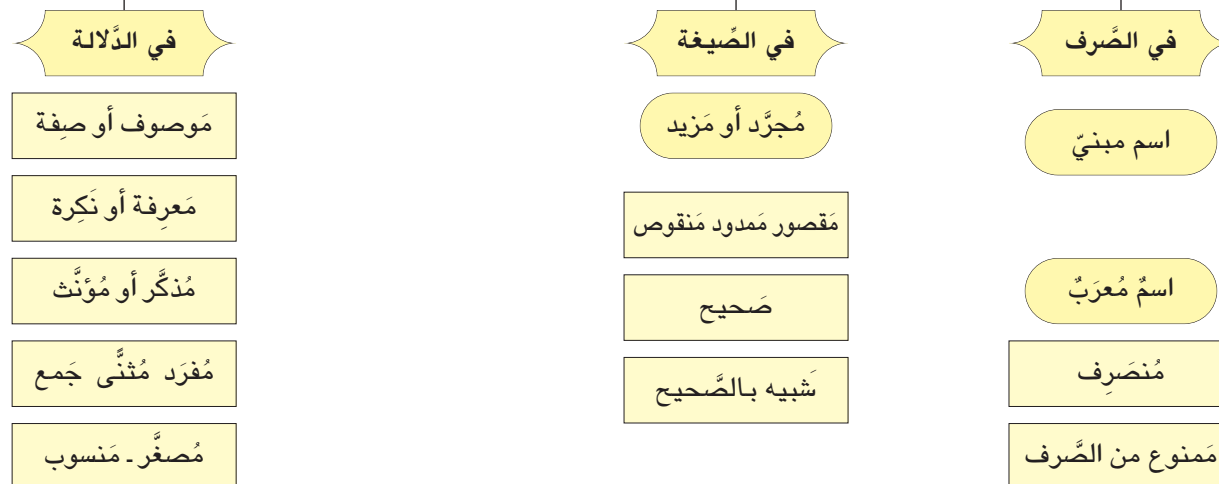 في الصَّرف
اسم مبنيّ
اسمٌ مُعرَبٌ
مُنصَرِف
مَمنوع من الصَّرف
في الصِّيغة
مُجرَّد أو مَزيد
مَقصور مَمدود مَنقوص
صَحيح
شَبيه بالصَّحيح
في الدَّلالة
مَوصوف أو صِفة
مَعرِفة أو نَكِرة
مُذكَّر أو مُؤنَّث
مُفرَد مُثنًّى جَمع
مُصغَّر ـ مَنسوب